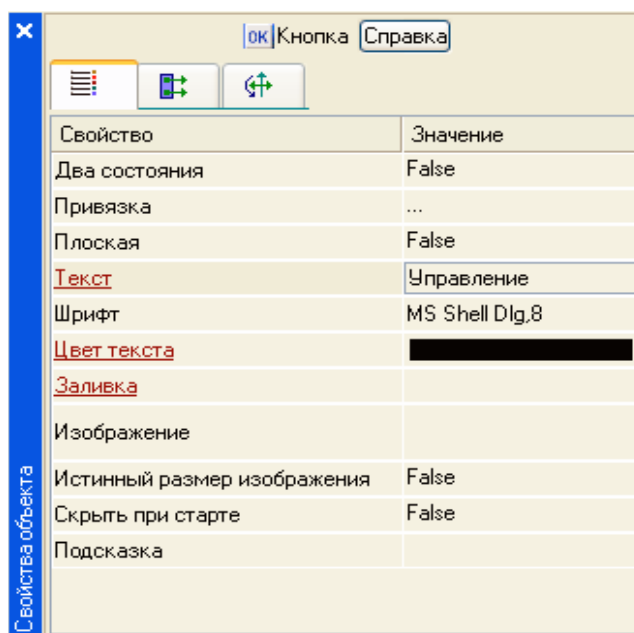 OK Кнопка Справка
Свойство Значение
Два состояния False
Привязка ...
Плоская False
Текст Управление
Шрифт MS Shell Dlg,8
Цвет текста
Заливка
Изображение
Истинный размер изображения False
Скрыть при старте False
Подсказка
Свойства объекта